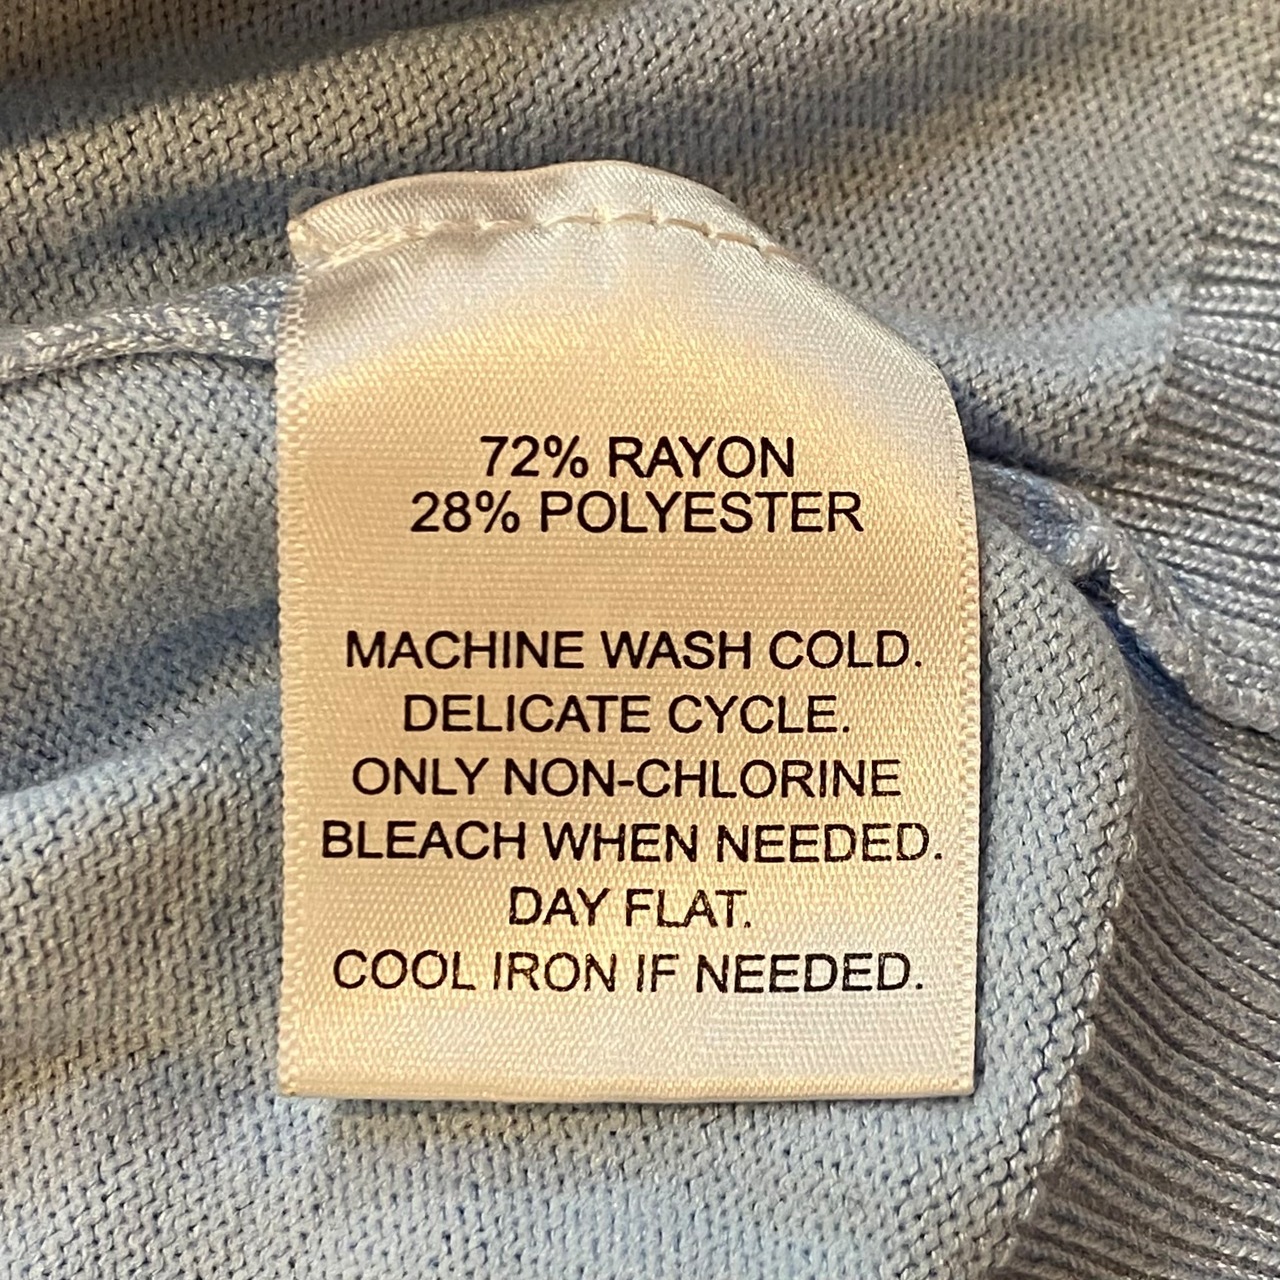 72% RAYON
28% POLYESTER
MACHINE WASH COLD.
DELICATE CYCLE.
ONLY NON-CHLORINE
BLEACH WHEN NEEDED.
DAY FLAT.
COOL IRON IF NEEDED.